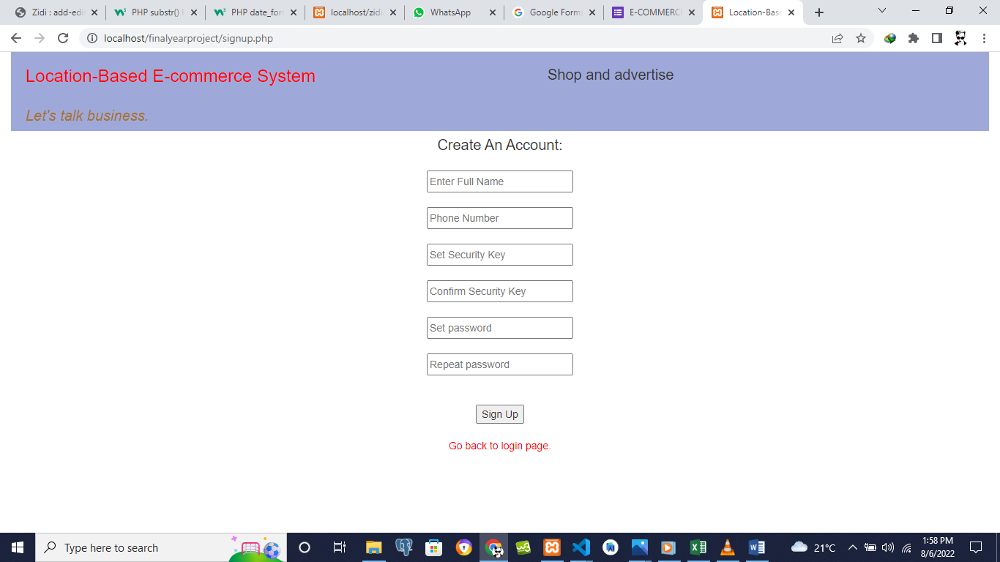 Zidi : add-edi
PHP substr() F
PHP date_for
localhost/zidi
WhatsApp
Google Forms
E-COMMERCE
Location-Base
localhost/finalyearproject/signup.php
Location-Based E-commerce System
Shop and advertise
Let's talk business.
Create An Account:
Enter Full Name
Phone Number
Set Security Key
Confirm Security Key
Set password
Repeat password
Sign Up
Go back to login page.
Type here to search
21°C
1:58 PM
8/6/2022